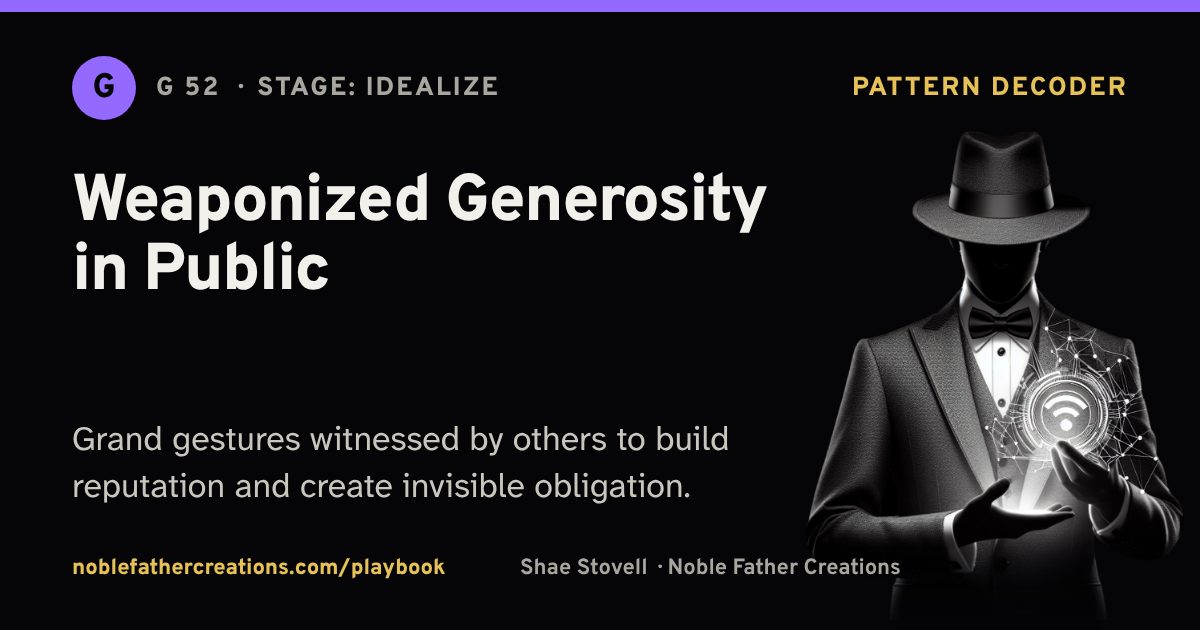 G
G 52 · STAGE: IDEALIZE
PATTERN DECODER
Weaponized Generosity
in Public
Grand gestures witnessed by others to build
reputation and create invisible obligation.
noblefathercreations.com/playbook
Shae Stovell · Noble Father Creations